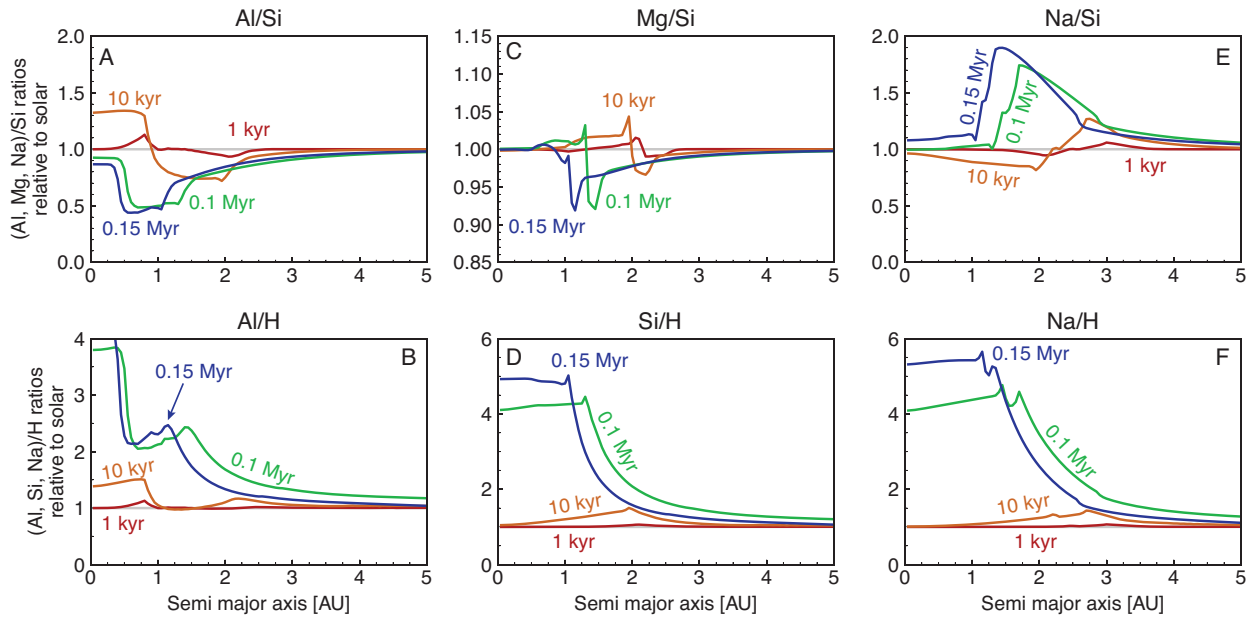 Al/Si
Mg/Si
Na/Si
(Al, Mg, Na)/Si ratios
relative to solar
2.0
1.5
1.0
0.5
0.0
A
10 kyr
1 kyr
0.1 Myr
0.15 Myr
0 1 2 3 4 5
1.15
1.10
1.05
1.00
0.95
0.90
0.85
C
10 kyr
1 kyr
0.1 Myr
0.15 Myr
0 1 2 3 4 5
2.0
1.5
1.0
0.5
0.0
E
0.15 Myr
0.1 Myr
10 kyr
1 kyr
0 1 2 3 4 5
Al/H
Si/H
Na/H
(Al, Si, Na)/H ratios
relative to solar
4
3
2
1
0
B
0.15 Myr
0.1 Myr
10 kyr
1 kyr
0 1 2 3 4 5
Semi major axis [AU]
6
4
2
0
D
0.15 Myr
0.1 Myr
10 kyr
1 kyr
0 1 2 3 4 5
Semi major axis [AU]
6
4
2
0
F
0.15 Myr
0.1 Myr
10 kyr
1 kyr
0 1 2 3 4 5
Semi major axis [AU]